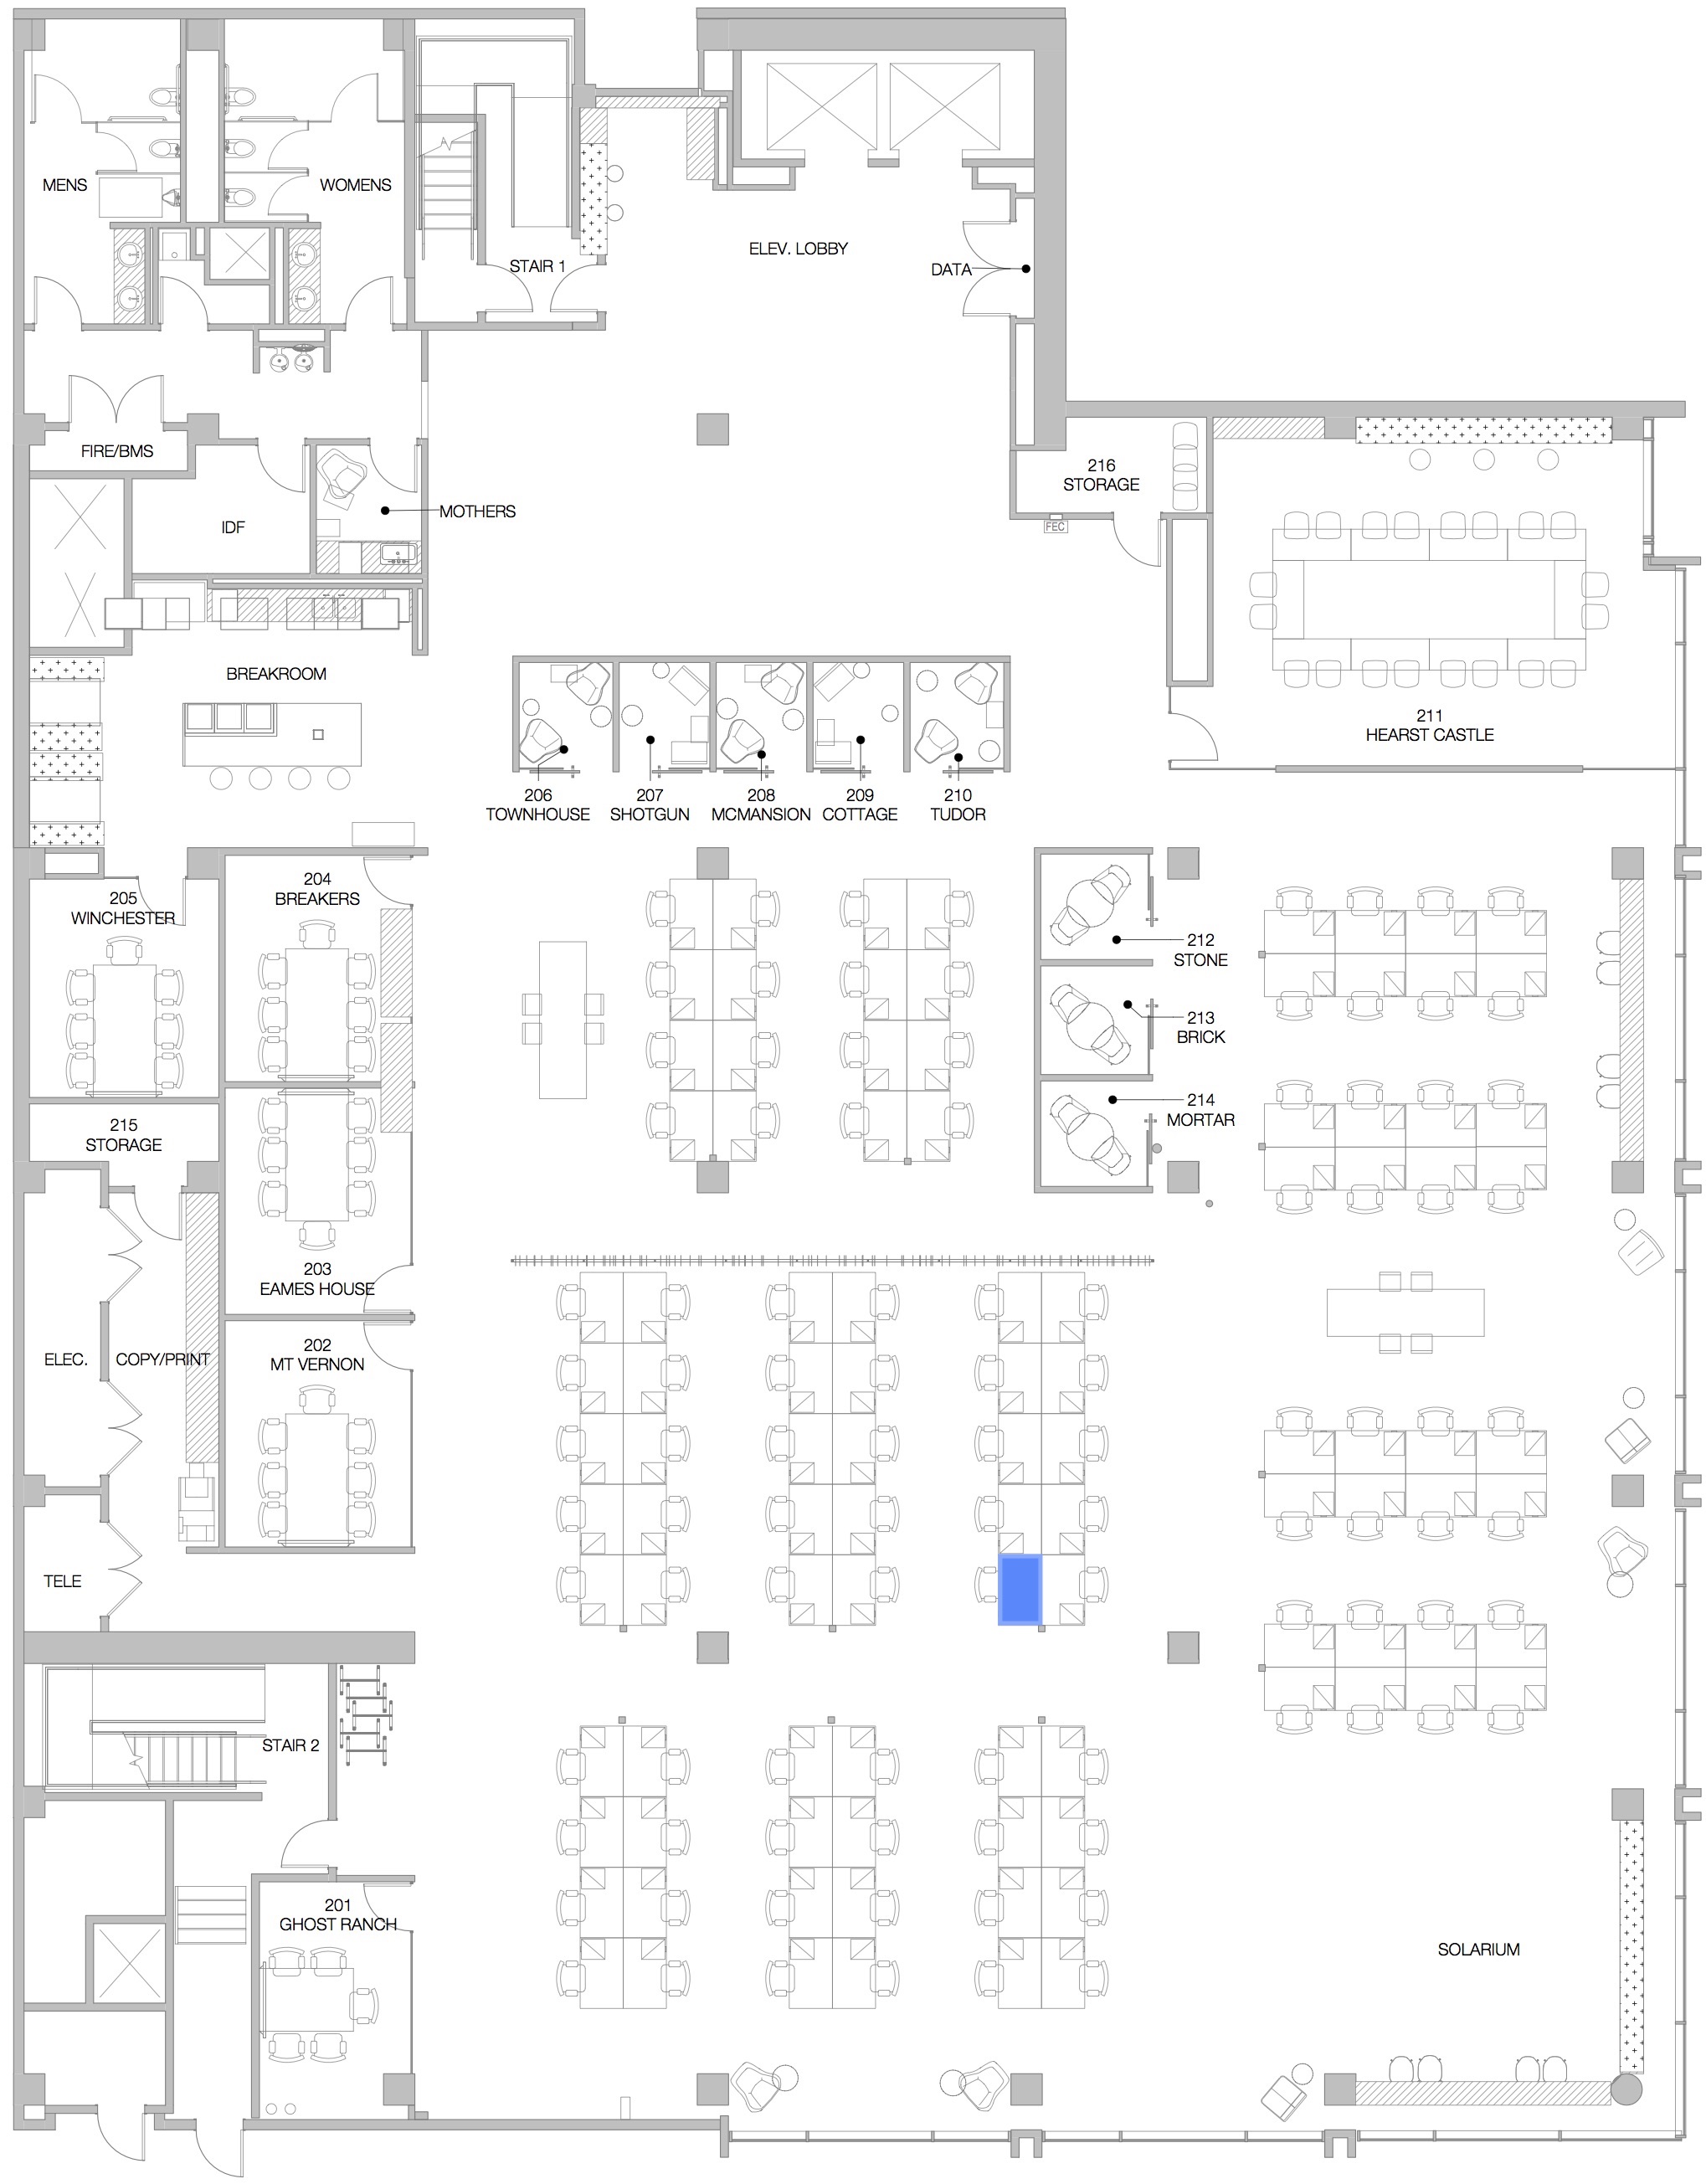 MENS
WOMENS
STAIR 1
ELEV. LOBBY
DATA
FIRE/BMS
IDF
MOTHERS
216
STORAGE
FEC
BREAKROOM
211
HEARST CASTLE
206
TOWNHOUSE
207
SHOTGUN
208
MCMANSION
209
COTTAGE
210
TUDOR
205
WINCHESTER
204
BREAKERS
212
STONE
213
BRICK
214
MORTAR
215
STORAGE
203
EAMES HOUSE
202
MT VERNON
ELEC.
COPY/PRINT
TELE
STAIR 2
201
GHOST RANCH
SOLARIUM